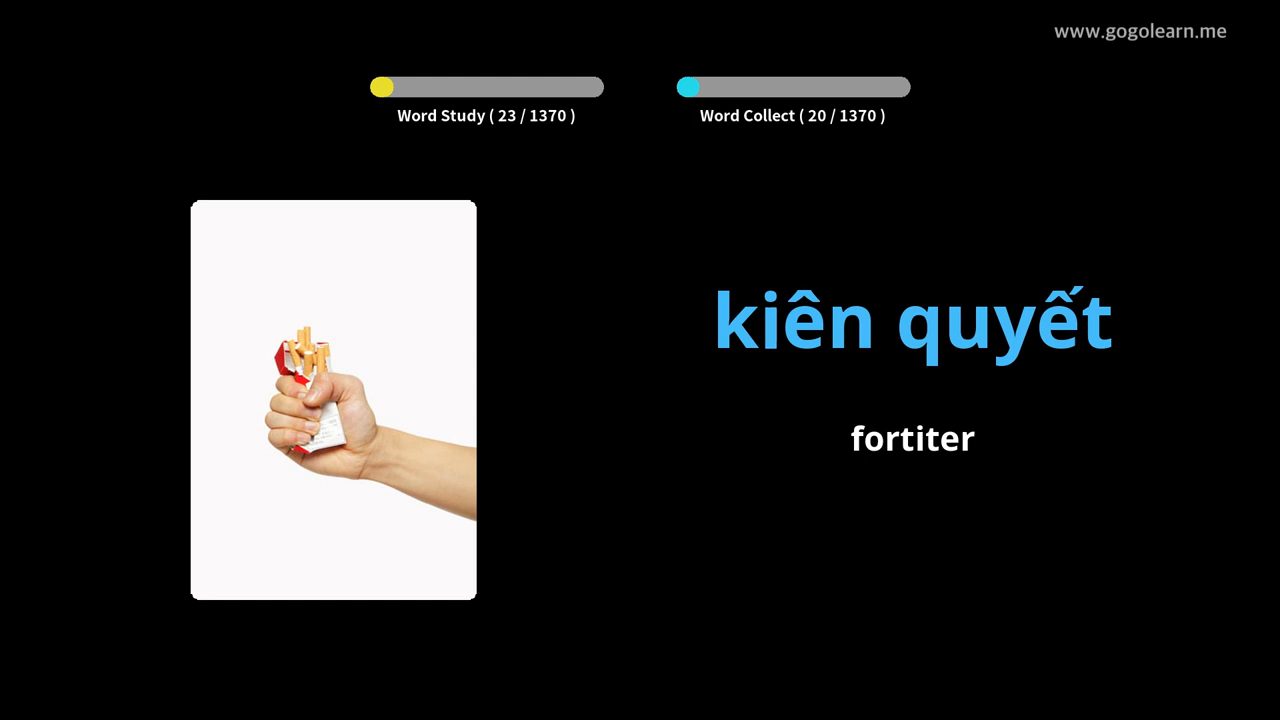 www.gogolearn.me
Word Study ( 23 / 1370 )
Word Collect ( 20 / 1370 )
kiên quyết
fortiter